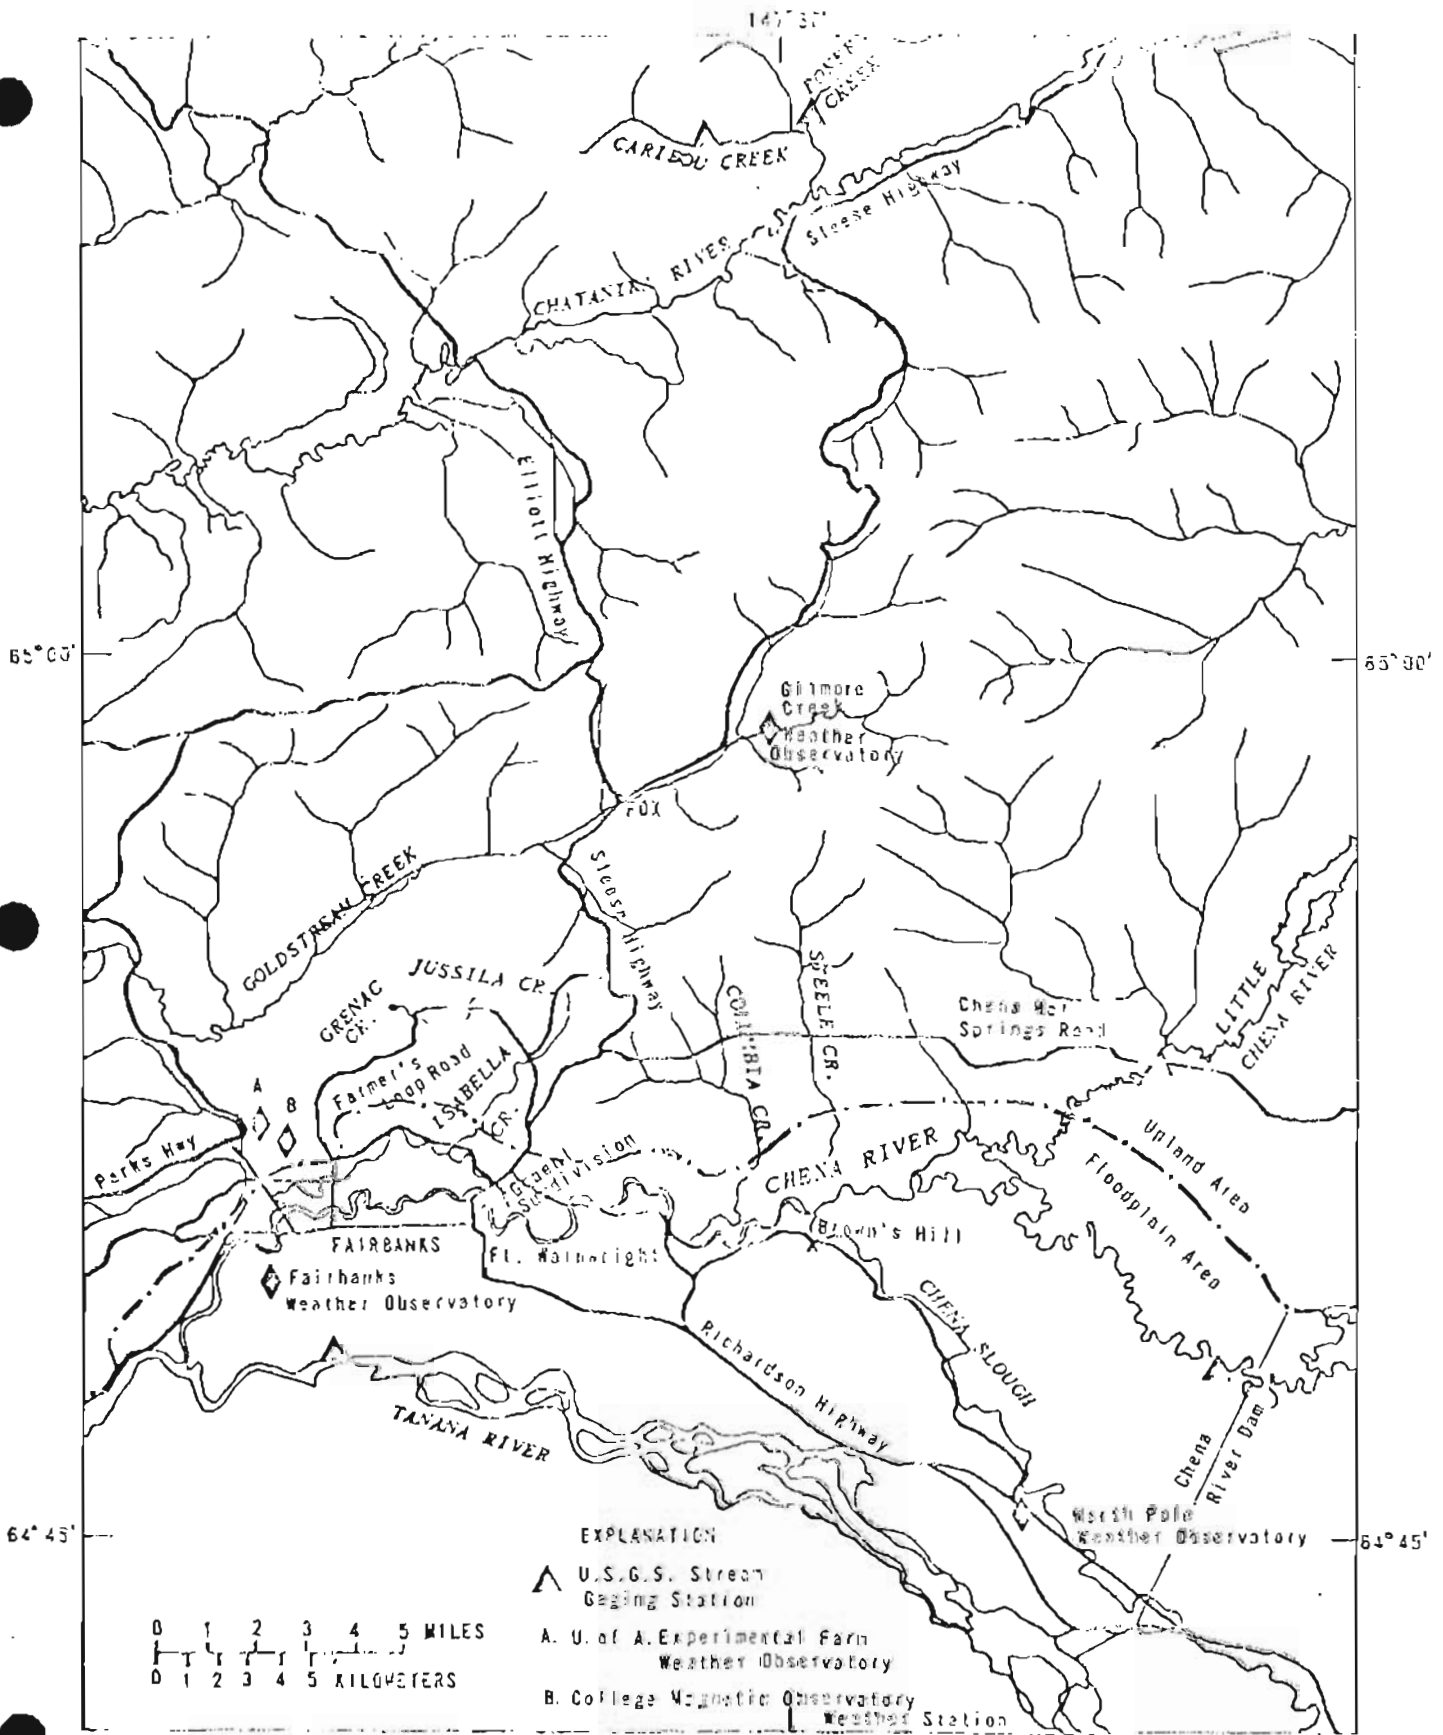 147°37'
POKER
CREEK
CARIBOU CREEK
Steese Highway
CHATANIKA RIVER
Elliott Highway
65°00'
65°00'
Gilmore
Creek
Weather
Observatory
FOX
Steese Highway
GOLDSTREAM CREEK
JUSSILA CR.
GRENAC
CR.
STEELE CR.
COLUMBIA CR.
Chena Hot
Springs Road
LITTLE
CHENA RIVER
Farmer's
Loop Road
ISABELLA
CR.
A
B
Parks Hwy
Subdivision
CHENA RIVER
Upland Area
Floodplain Area
Brown's Hill
FAIRBANKS
Ft. Wainwright
Fairbanks
Weather Observatory
CHENA SLOUGH
Richardson Highway
TANANA RIVER
Chena
River Dam
North Pole
Weather Observatory
64°45'
64°45'
EXPLANATION
U.S.G.S. Stream
Gaging Station
A. U. of A. Experimental Farm
Weather Observatory
B. College Magnetic Observatory
Weather Station
0 1 2 3 4 5 MILES
0 1 2 3 4 5 KILOMETERS